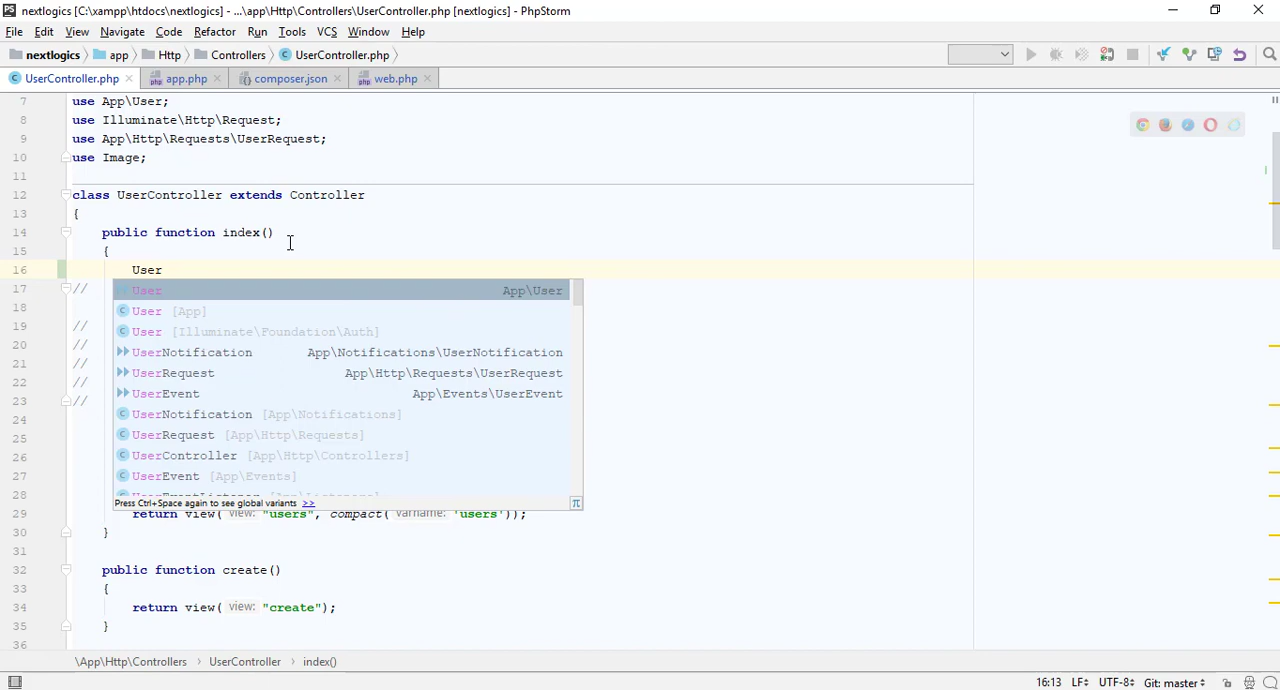 nextlogics [C:\xampp\htdocs\nextlogics] - ...\app\Http\Controllers\UserController.php [nextlogics] - PhpStorm
File Edit View Navigate Code Refactor Run Tools VCS Window Help
nextlogics app Http Controllers UserController.php
UserController.php app.php composer.json web.php
7 use App\User;
8 use Illuminate\Http\Request;
9 use App\Http\Requests\UserRequest;
10 use Image;
11
12 class UserController extends Controller
13 {
14 public function index()
15 {
16 User
17 //
18
19 //
20 //
21 //
22 //
23 //
24
25
26
27
28
User App\User
User [App]
User [Illuminate\Foundation\Auth]
UserNotification App\Notifications\UserNotification
UserRequest App\Http\Requests\UserRequest
UserEvent App\Events\UserEvent
UserNotification [App\Notifications]
UserRequest [App\Http\Requests]
UserController [App\Http\Controllers]
UserEvent [App\Events]
UserEventListener [App\Listeners]
Press Ctrl+Space again to see global variants >> π
29 return view( view: "users", compact( varname: 'users'));
30 }
31
32 public function create()
33 {
34 return view( view: "create");
35 }
36
\App\Http\Controllers › UserController › index()
16:13 LF UTF-8 Git: master